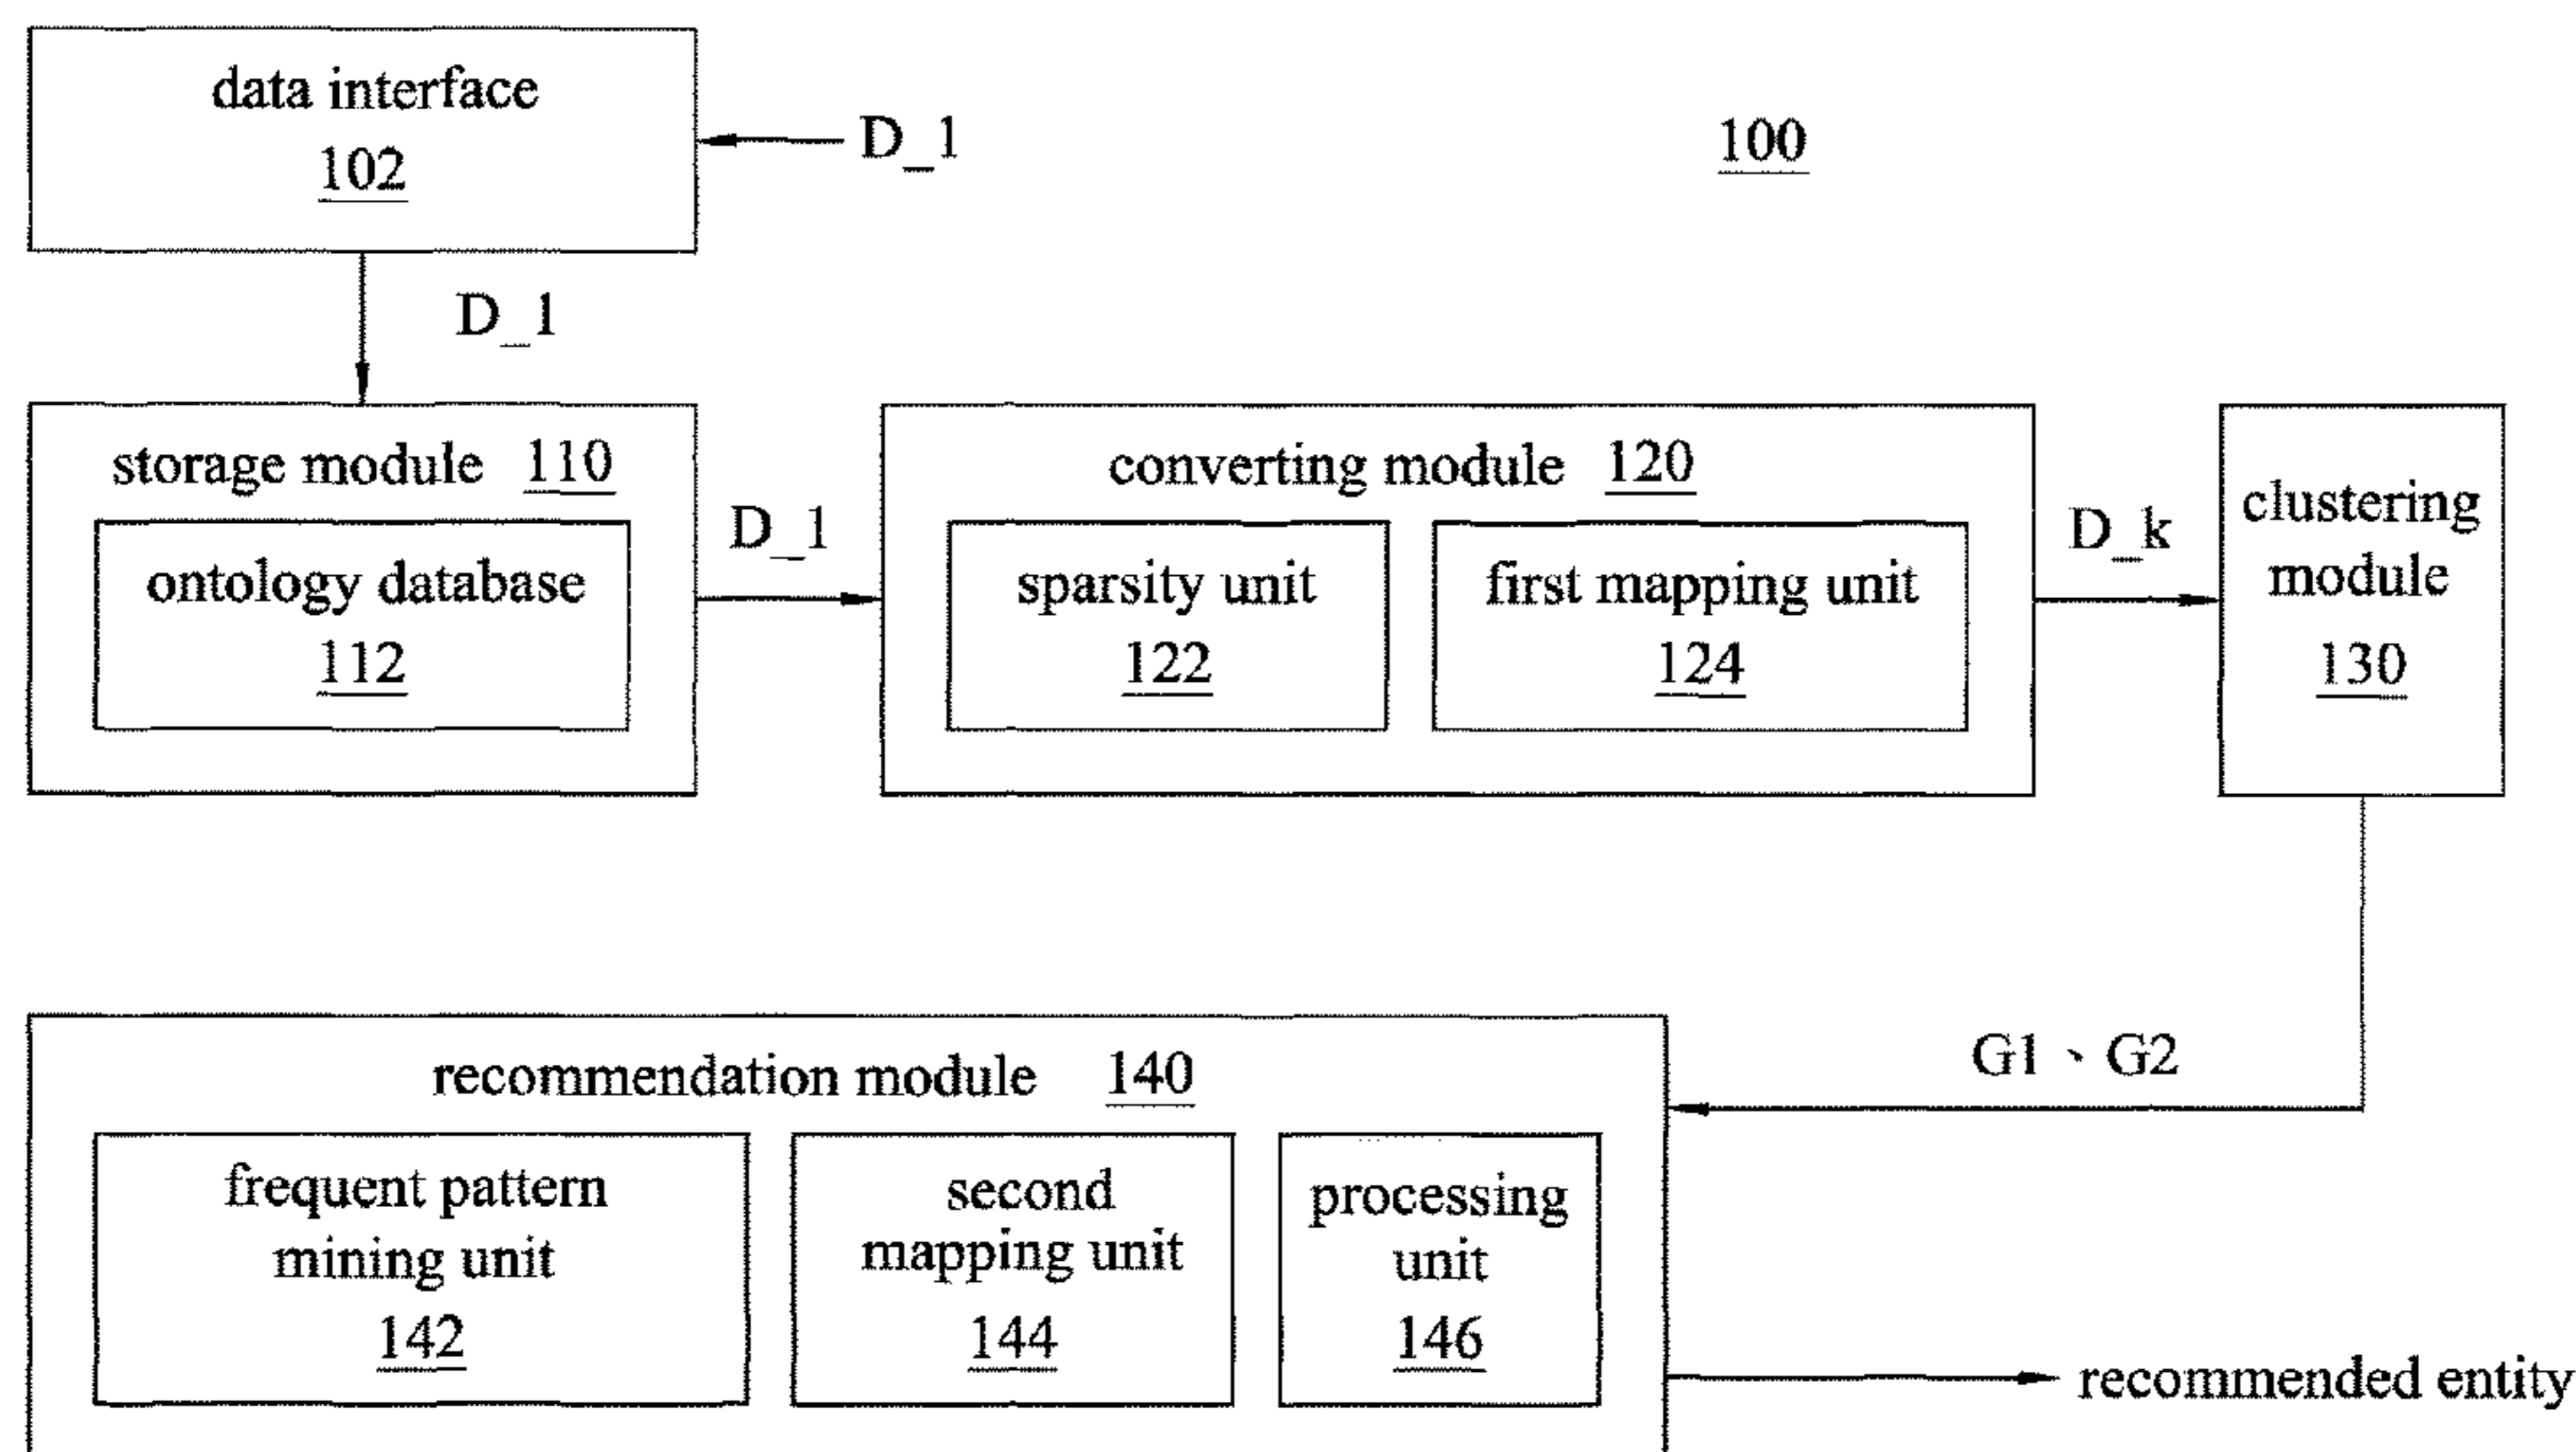 data interface
102
D_1
100
D_1
storage module 110
ontology database
112
D_1
converting module 120
sparsity unit
122
first mapping unit
124
D_k
clustering
module
130
G1、G2
recommendation module 140
frequent pattern
mining unit
142
second
mapping unit
144
processing
unit
146
recommended entity